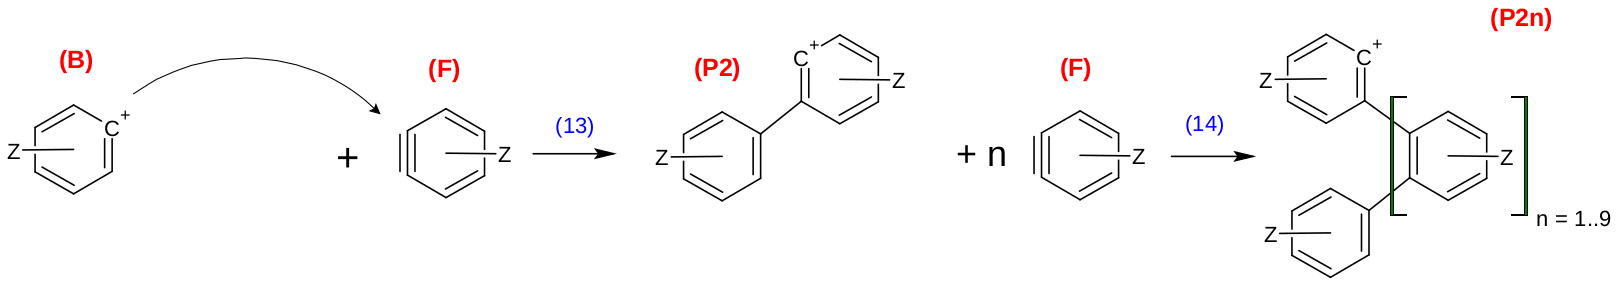 (B)
(F)
(P2)
(F)
(P2n)
C+
Z
+
Z
(13)
C+
Z
Z
+ n
Z
(14)
C+
Z
Z
Z
n = 1..9